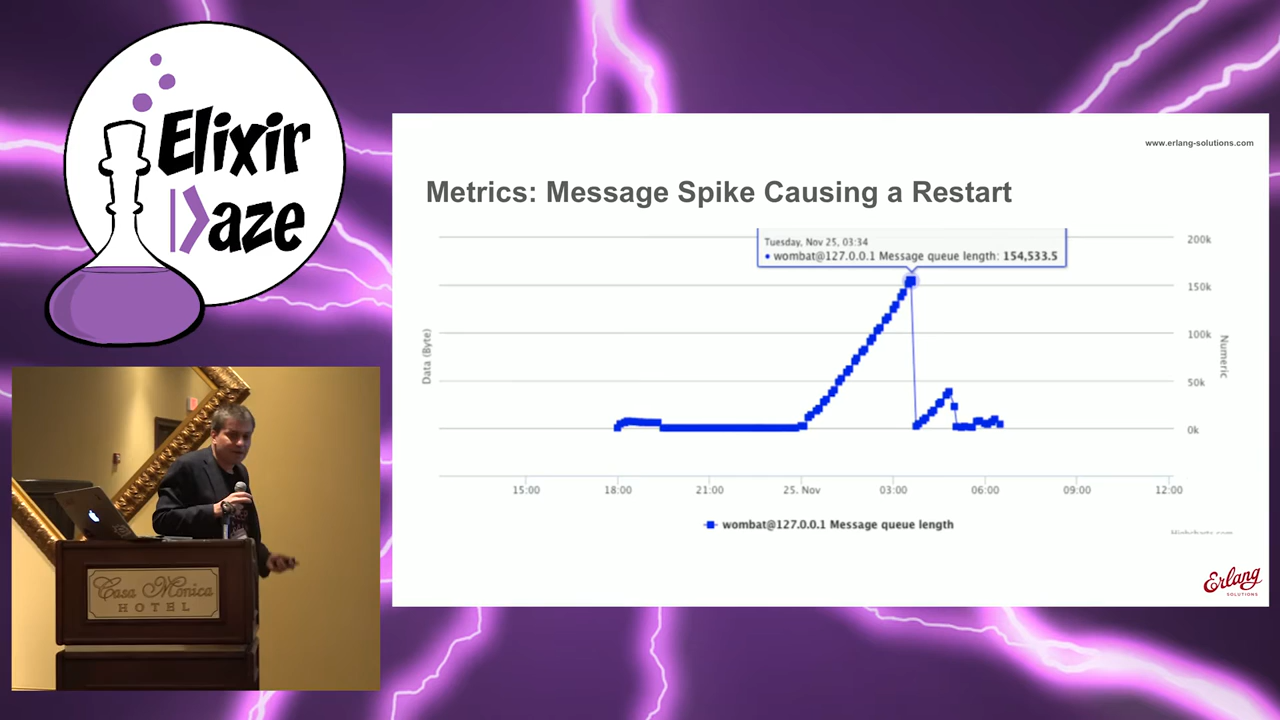 Elixir
Daze
www.erlang-solutions.com
Metrics: Message Spike Causing a Restart
Tuesday, Nov 25, 03:34
• wombat@127.0.0.1 Message queue length: 154,533.5
200k
150k
100k
50k
0k
Data (Byte)
Numeric
15:00
18:00
21:00
25. Nov
03:00
06:00
09:00
12:00
wombat@127.0.0.1 Message queue length
Erlang
SOLUTIONS
Casa Monica
HOTEL